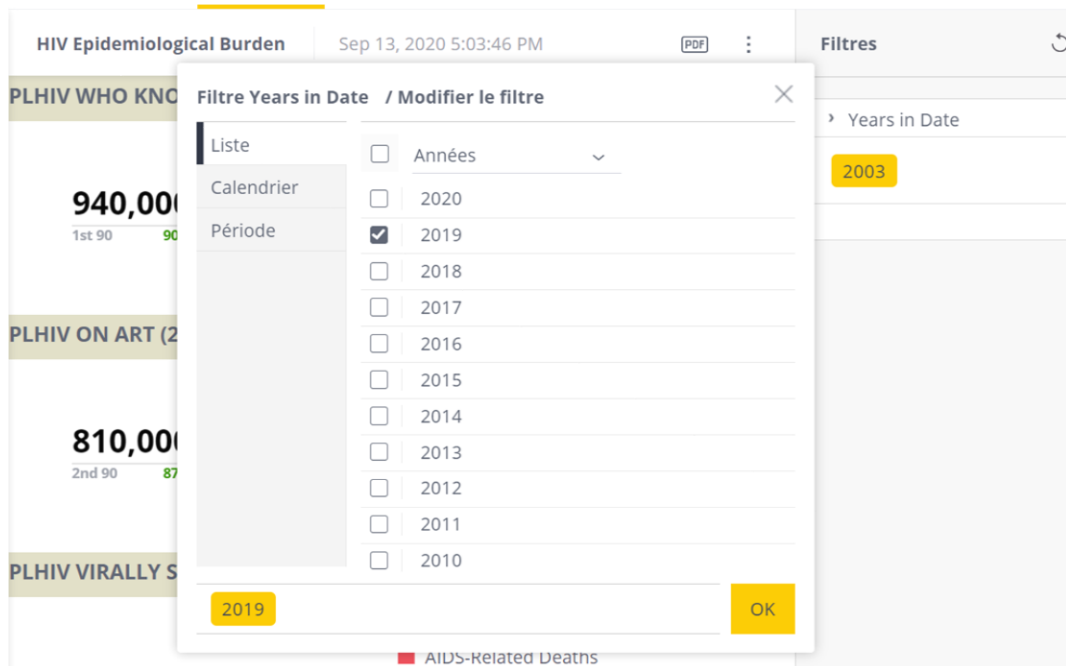 HIV Epidemiological Burden
Sep 13, 2020 5:03:46 PM
PDF
Filtres
PLHIV WHO KNO
Filtre Years in Date / Modifier le filtre
Years in Date
2003
Liste
Calendrier
Période
Années
2020
2019
2018
2017
2016
2015
2014
2013
2012
2011
2010
2019
OK
940,00
1st 90 90
PLHIV ON ART (2
810,00
2nd 90 87
PLHIV VIRALLY S
AIDS-Related Deaths